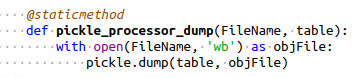 @staticmethod
def pickle_processor_dump(FileName, table):
with open(FileName, 'wb') as objFile:
pickle.dump(table, objFile)